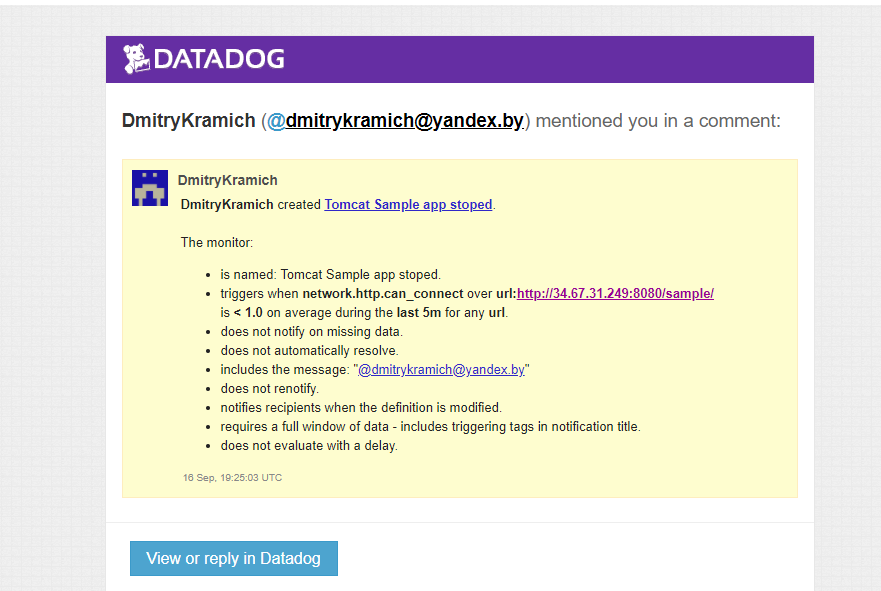 DATADOG
DmitryKramich (@dmitrykramich@yandex.by) mentioned you in a comment:
DmitryKramich
DmitryKramich created Tomcat Sample app stoped.
The monitor:
• is named: Tomcat Sample app stoped.
• triggers when network.http.can_connect over url:http://34.67.31.249:8080/sample/
is < 1.0 on average during the last 5m for any url.
• does not notify on missing data.
• does not automatically resolve.
• includes the message: "@dmitrykramich@yandex.by"
• does not renotify.
• notifies recipients when the definition is modified.
• requires a full window of data - includes triggering tags in notification title.
• does not evaluate with a delay.
16 Sep, 19:25:03 UTC
View or reply in Datadog